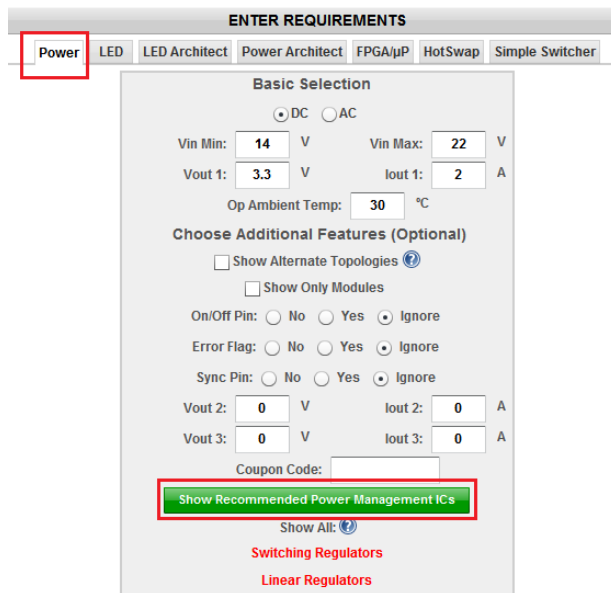 ENTER REQUIREMENTS
Power LED LED Architect Power Architect FPGA/µP HotSwap Simple Switcher
Basic Selection
DC AC
Vin Min: 14 V Vin Max: 22 V
Vout 1: 3.3 V Iout 1: 2 A
Op Ambient Temp: 30 °C
Choose Additional Features (Optional)
Show Alternate Topologies ?
Show Only Modules
On/Off Pin: No Yes Ignore
Error Flag: No Yes Ignore
Sync Pin: No Yes Ignore
Vout 2: 0 V Iout 2: 0 A
Vout 3: 0 V Iout 3: 0 A
Coupon Code:
Show Recommended Power Management ICs
Show All: ?
Switching Regulators
Linear Regulators